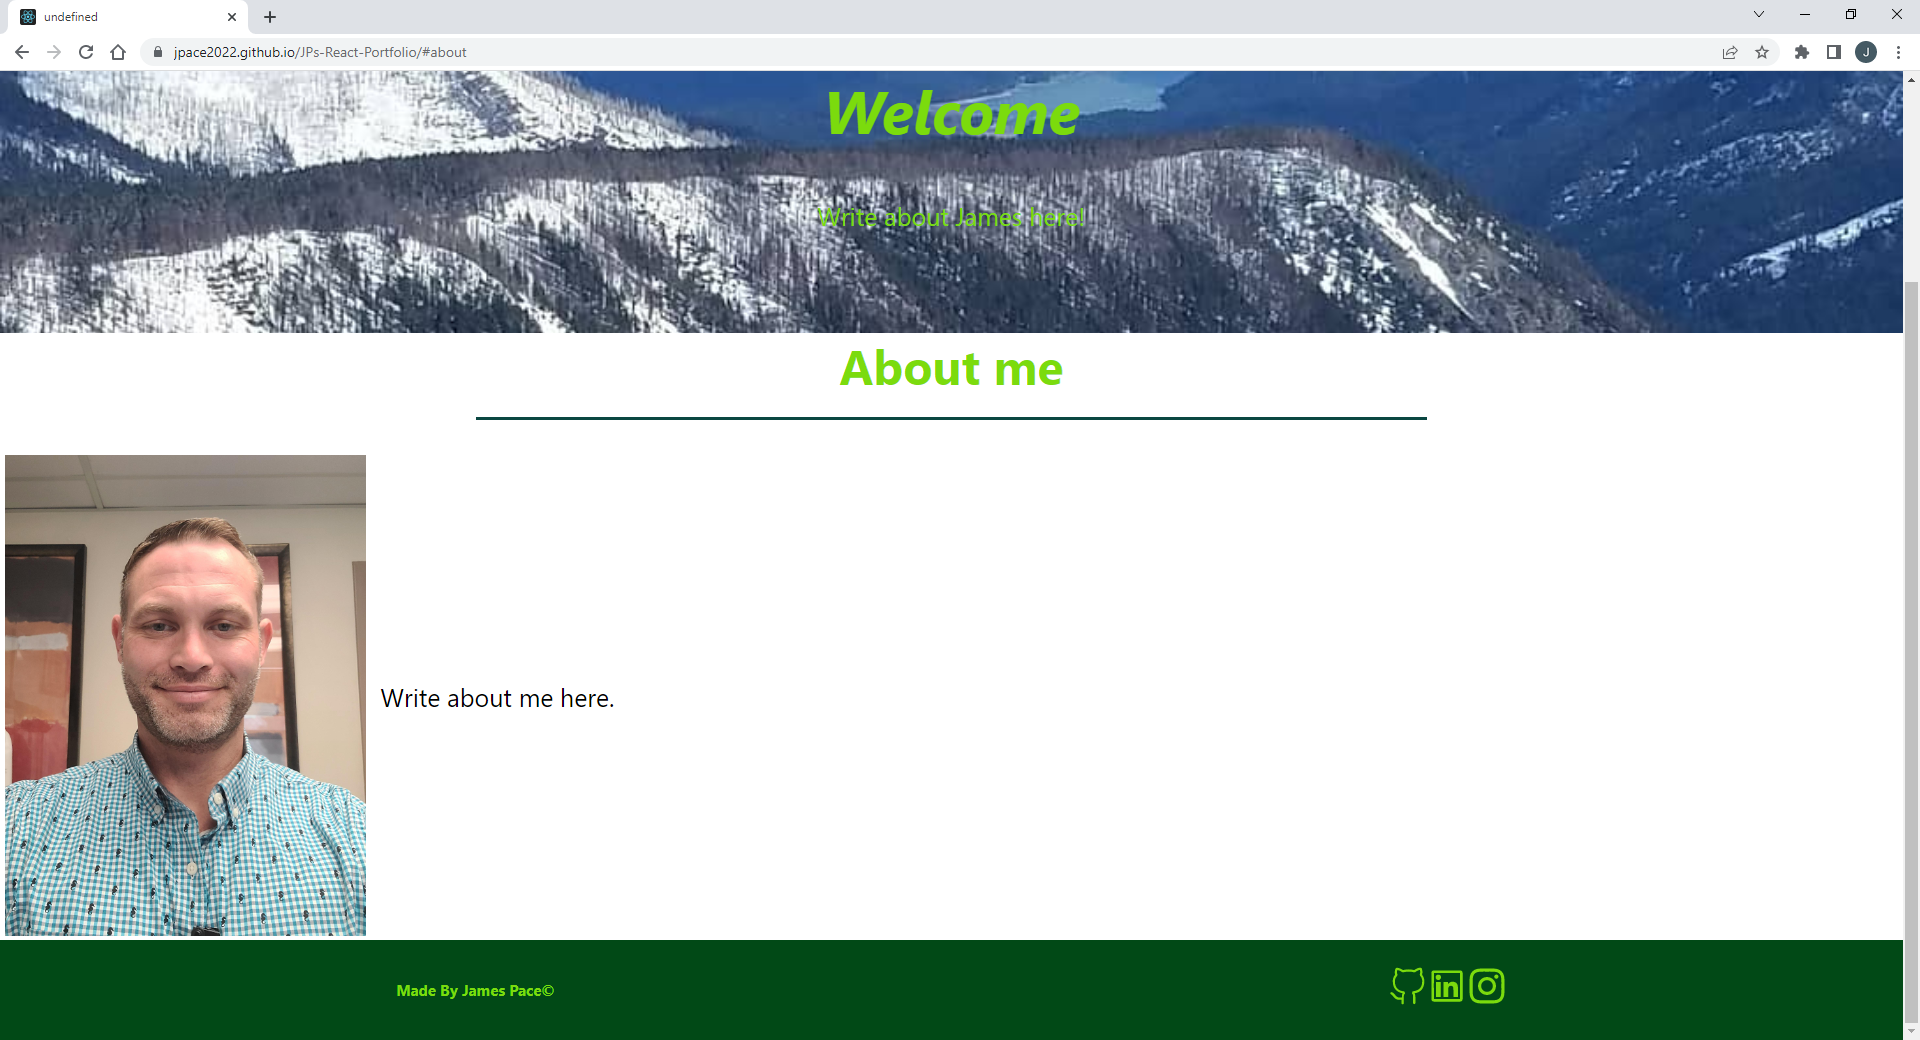 undefined
jpace2022.github.io/JPs-React-Portfolio/#about
J
Welcome
Write about James here!
About me
Write about me here.
Made By James Pace©
in